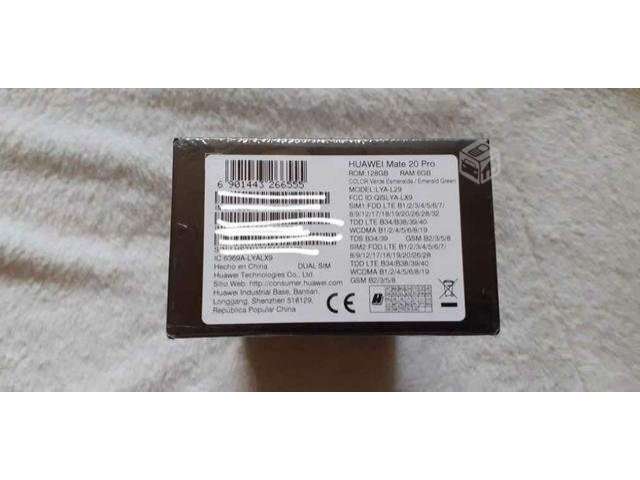 6 981443 266555
IC:6369A-LYALX9
Hecho en China DUAL SIM
Huawei Technologies Co., Ltd.
Sitio Web: http://consumer.huawei.com
Huawei Industrial Base, Bantian
Longgang, Shenzhen 518129,
República Popular China
CE
HUAWEI Mate 20 Pro
ROM:128GB RAM:6GB
COLOR:Verde Esmeralda / Emerald Green
MODEL:LYA-L29
FCC ID:QISLYA-LX9
SIM1 FDD LTE B1/2/3/4/5/6/7/
8/9/12/17/18/19/20/26/28/32
TDD LTE B34/B38/39/40
WCDMA B1/2/4/5/6/8/19
TDS B34/39 GSM B2/3/5/8
SIM2 FDD LTE B1/2/3/4/5/6/7/
8/9/12/17/18/19/20/26/28
TDD LTE B34/B38/39/40
WCDMA B1/2/4/5/6/8/19
GSM B2/3/5/8